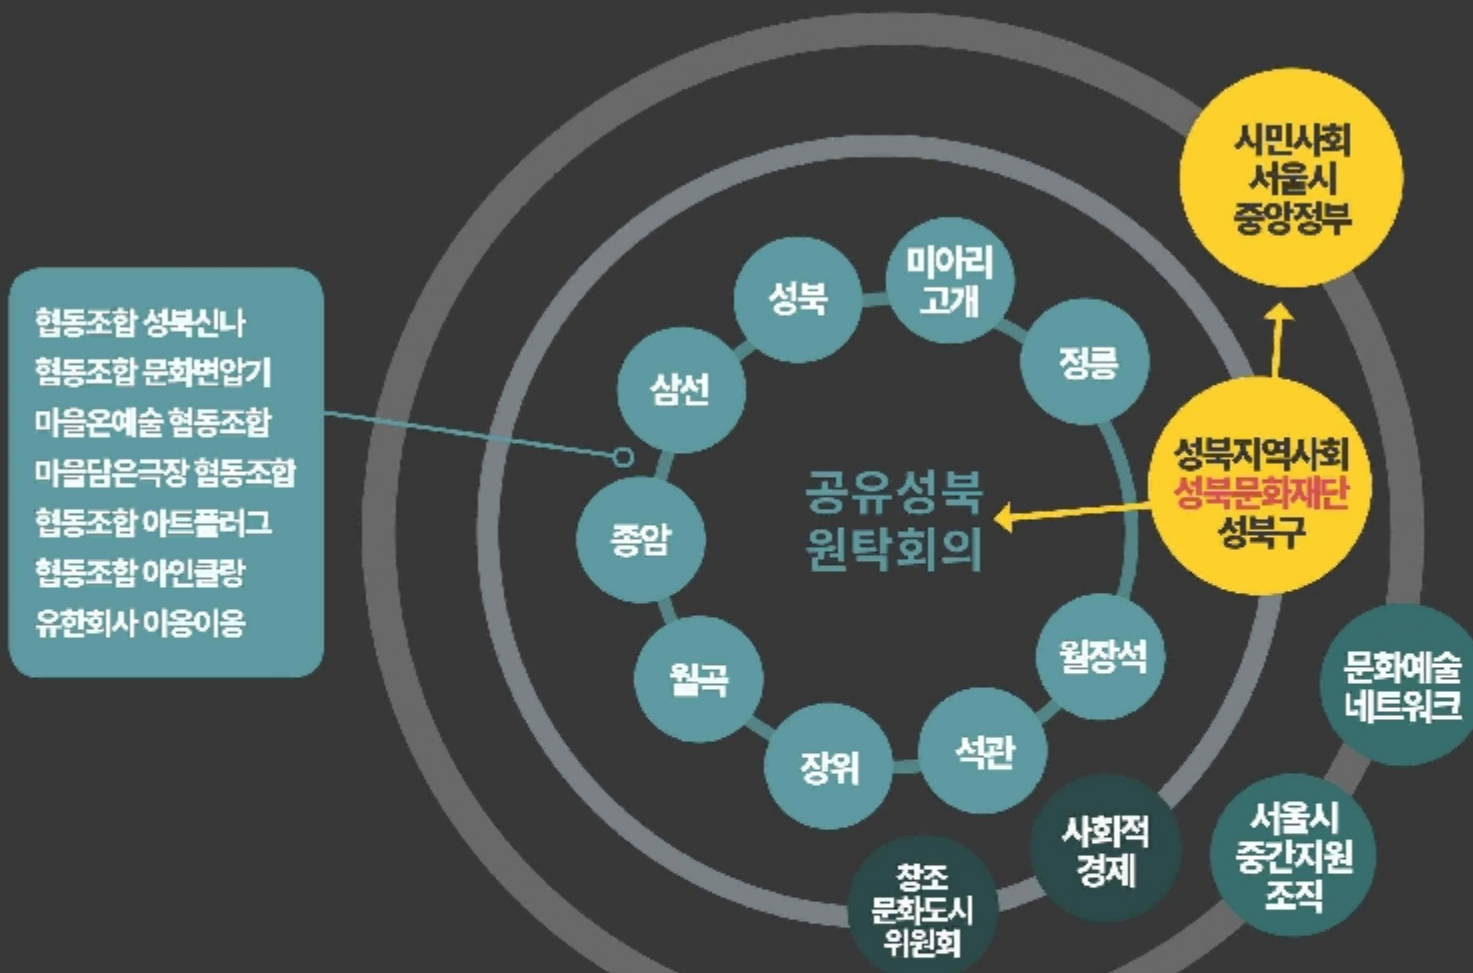 협동조합 성북신나
협동조합 문화변압기
마을온예술 협동조합
마을담은극장 협동조합
협동조합 아트플러그
협동조합 아인클랑
유한회사 이응이응
성북
미아리
고개
정릉
삼선
종암
월곡
장위
석관
월장석
공유성북
원탁회의
시민사회
서울시
중앙정부
성북지역사회
성북문화재단
성북구
문화예술
네트워크
서울시
중간지원
조직
사회적
경제
창조
문화도시
위원회